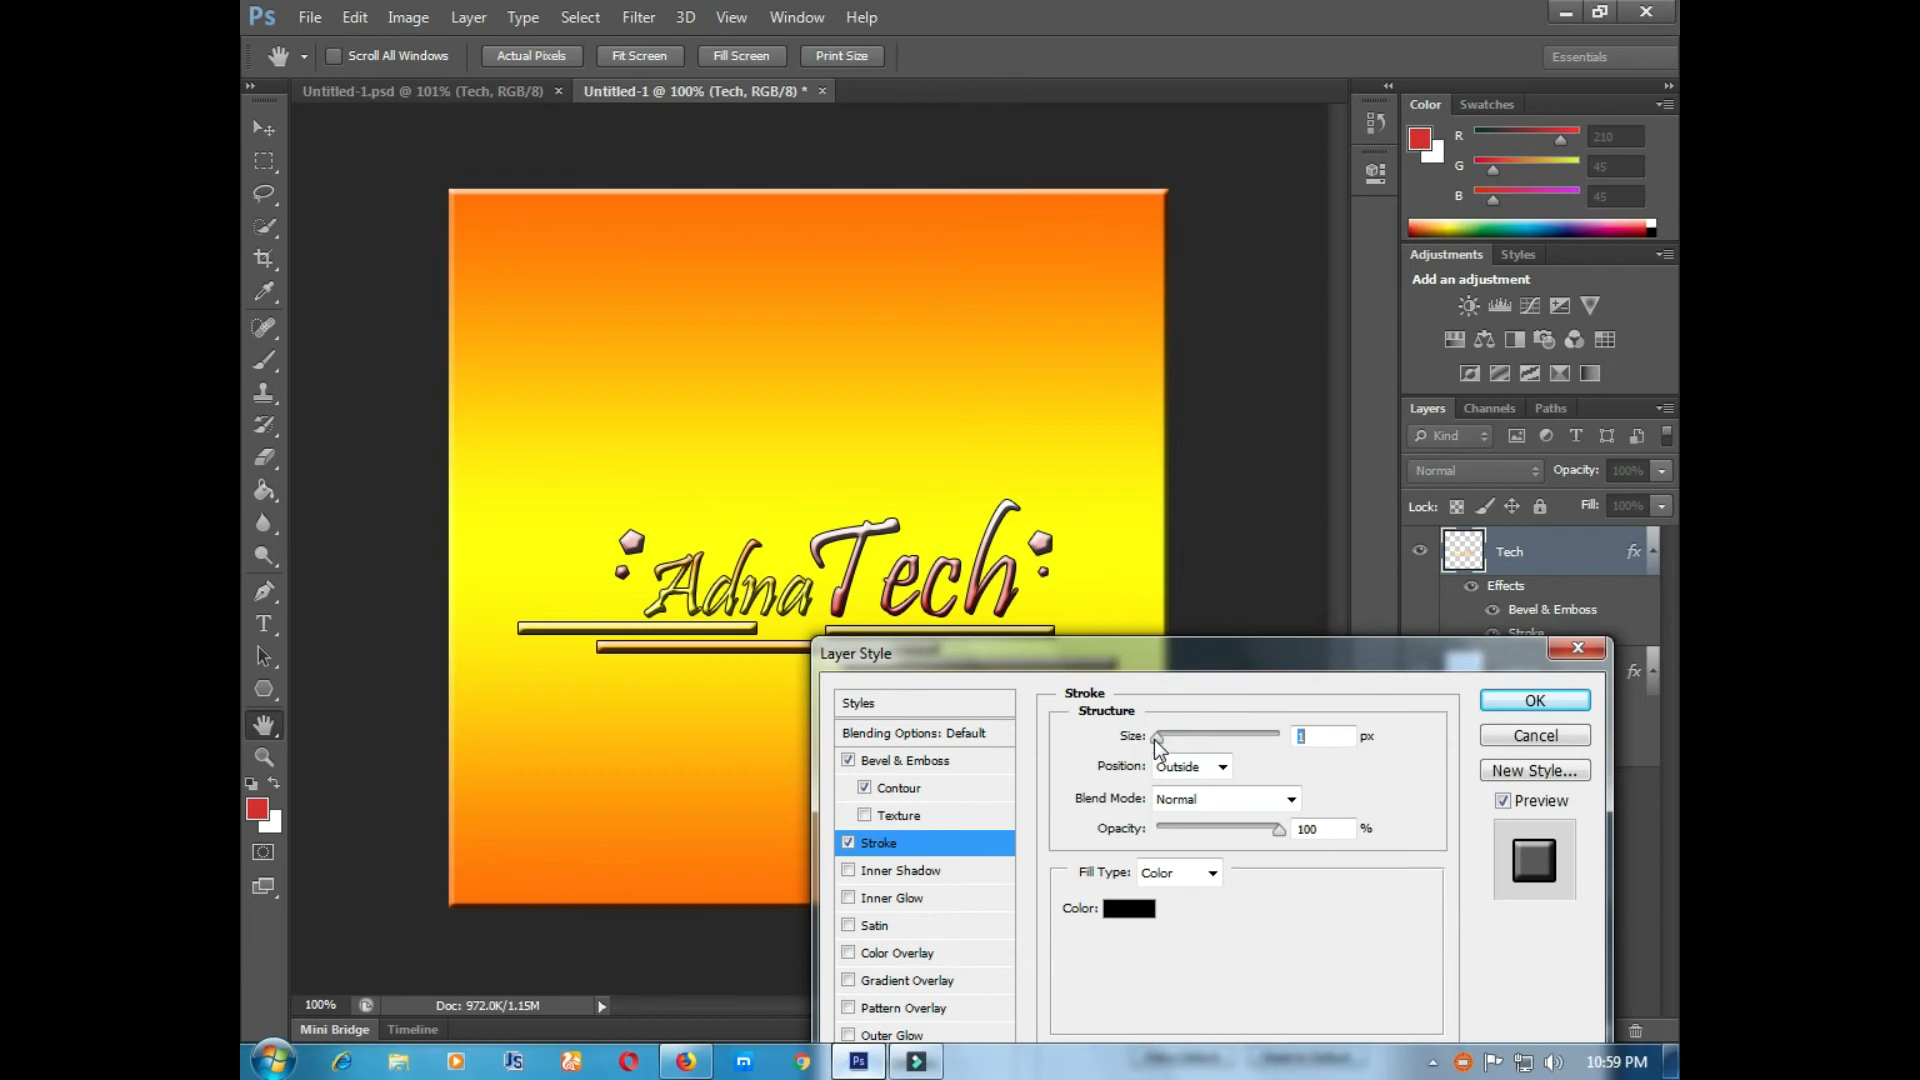 Ps File Edit Image Layer Type Select Filter 3D View Window Help
Scroll All Windows Actual Pixels Fit Screen Fill Screen Print Size Essentials
Untitled-1.psd @ 101% (Tech, RGB/8) × Untitled-1 @ 100% (Tech, RGB/8) * ×
Color Swatches
R 210
G 45
B 45
Adjustments Styles
Add an adjustment
Layers Channels Paths
Kind
Normal Opacity: 100%
Lock: Fill: 100%
Tech fx
Effects
Bevel & Emboss
Stroke
fx
AdnaTech
Layer Style
Styles
Blending Options: Default
Bevel & Emboss
Contour
Texture
Stroke
Inner Shadow
Inner Glow
Satin
Color Overlay
Gradient Overlay
Pattern Overlay
Outer Glow
Stroke
Structure
Size: 1 px
Position: Outside
Blend Mode: Normal
Opacity: 100 %
Fill Type: Color
Color:
OK
Cancel
New Style...
Preview
100% Doc: 972.0K/1.15M
Mini Bridge Timeline
Ps 10:59 PM